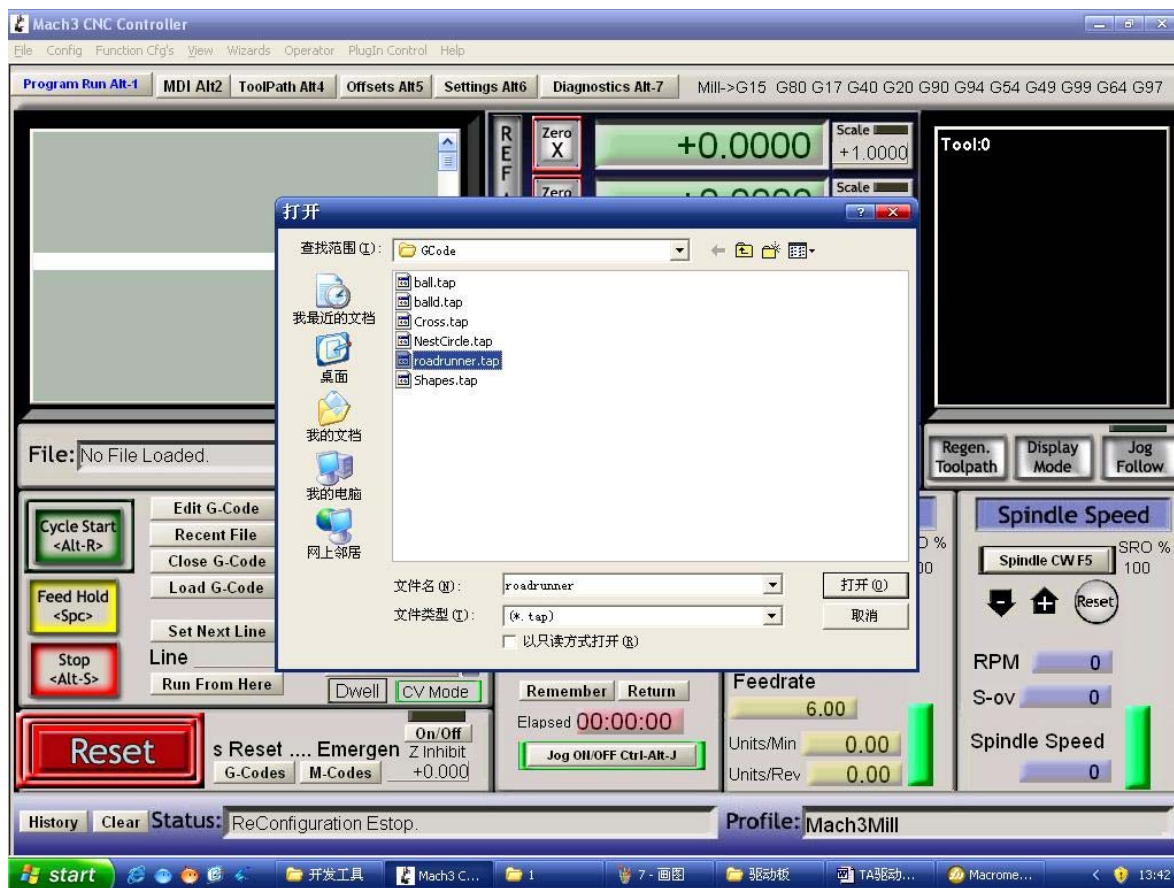 Mach3 CNC Controller
File Config Function Cfg's View Wizards Operator PlugIn Control Help
Program Run Alt-1 MDI Alt2 ToolPath Alt4 Offsets Alt5 Settings Alt6 Diagnostics Alt-7 Mill->G15 G80 G17 G40 G20 G90 G94 G54 G49 G99 G64 G97
REF
Zero X
+0.0000
Scale
+1.0000
Tool:0
Zero
Scale
打开
查找范围(I):
GCode
我最近的文档
桌面
我的文档
我的电脑
网上邻居
ball.tap
balld.tap
Cross.tap
NestCircle.tap
roadrunner.tap
Shapes.tap
文件名(N):
roadrunner
打开(O)
文件类型(T):
(*.tap)
取消
以只读方式打开(R)
File: No File Loaded.
Regen. Toolpath
Display Mode
Jog Follow
Cycle Start
<Alt-R>
Feed Hold
<Spc>
Stop
<Alt-S>
Edit G-Code
Recent File
Close G-Code
Load G-Code
Set Next Line
Line
Run From Here
Dwell
CV Mode
Reset
s Reset .... Emergen
G-Codes
M-Codes
On/Off
Z Inhibit
+0.000
Remember
Return
Elapsed 00:00:00
Jog ON/OFF Ctrl-Alt-J
Feedrate
6.00
Units/Min 0.00
Units/Rev 0.00
Spindle Speed
Spindle CW F5
SRO %
100
Reset
RPM 0
S-ov 0
Spindle Speed
0
History Clear Status: ReConfiguration Estop.
Profile: Mach3Mill
start
开发工具
Mach3 C...
1
7 - 画图
驱动板
TA驱动...
Macrome...
13:42